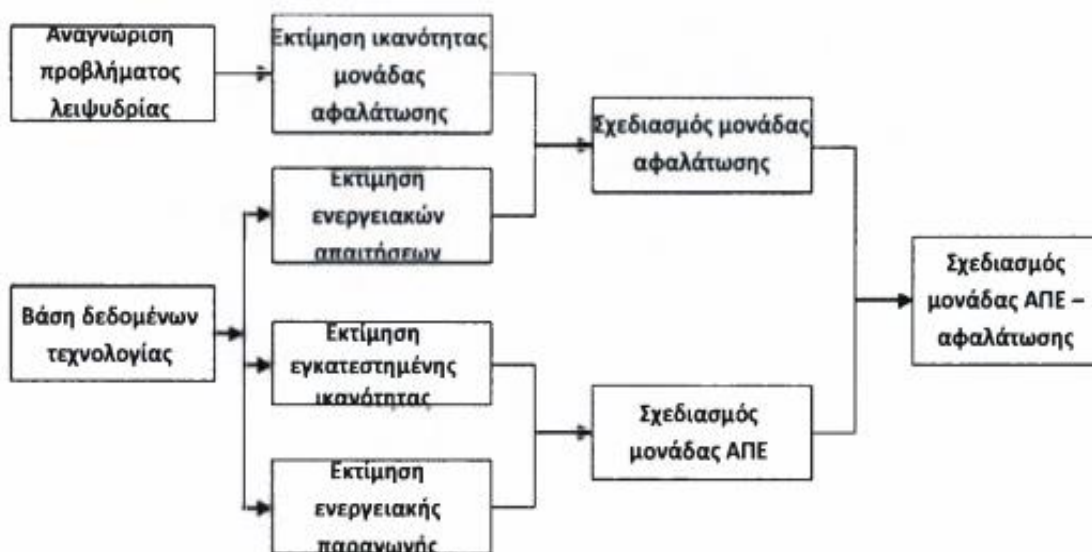 Αναγνώριση
προβλήματος
λειψυδρίας
Εκτίμηση ικανότητας
μονάδας
αφαλάτωσης
Σχεδιασμός μονάδας
αφαλάτωσης
Εκτίμηση
ενεργειακών
απαιτήσεων
Σχεδιασμός
μονάδας ΑΠΕ –
αφαλάτωσης
Βάση δεδομένων
τεχνολογίας
Εκτίμηση
εγκατεστημένης
ικανότητας
Σχεδιασμός
μονάδας ΑΠΕ
Εκτίμηση
ενεργειακής
παραγωγής